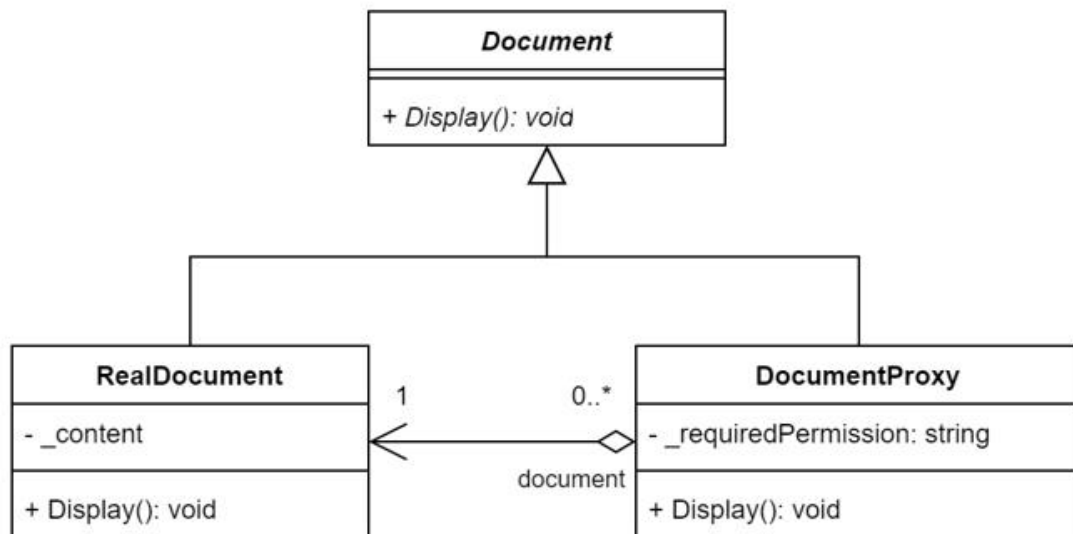 Document
+ Display(): void
RealDocument
- _content
+ Display(): void
1
0..*
document
DocumentProxy
- _requiredPermission: string
+ Display(): void